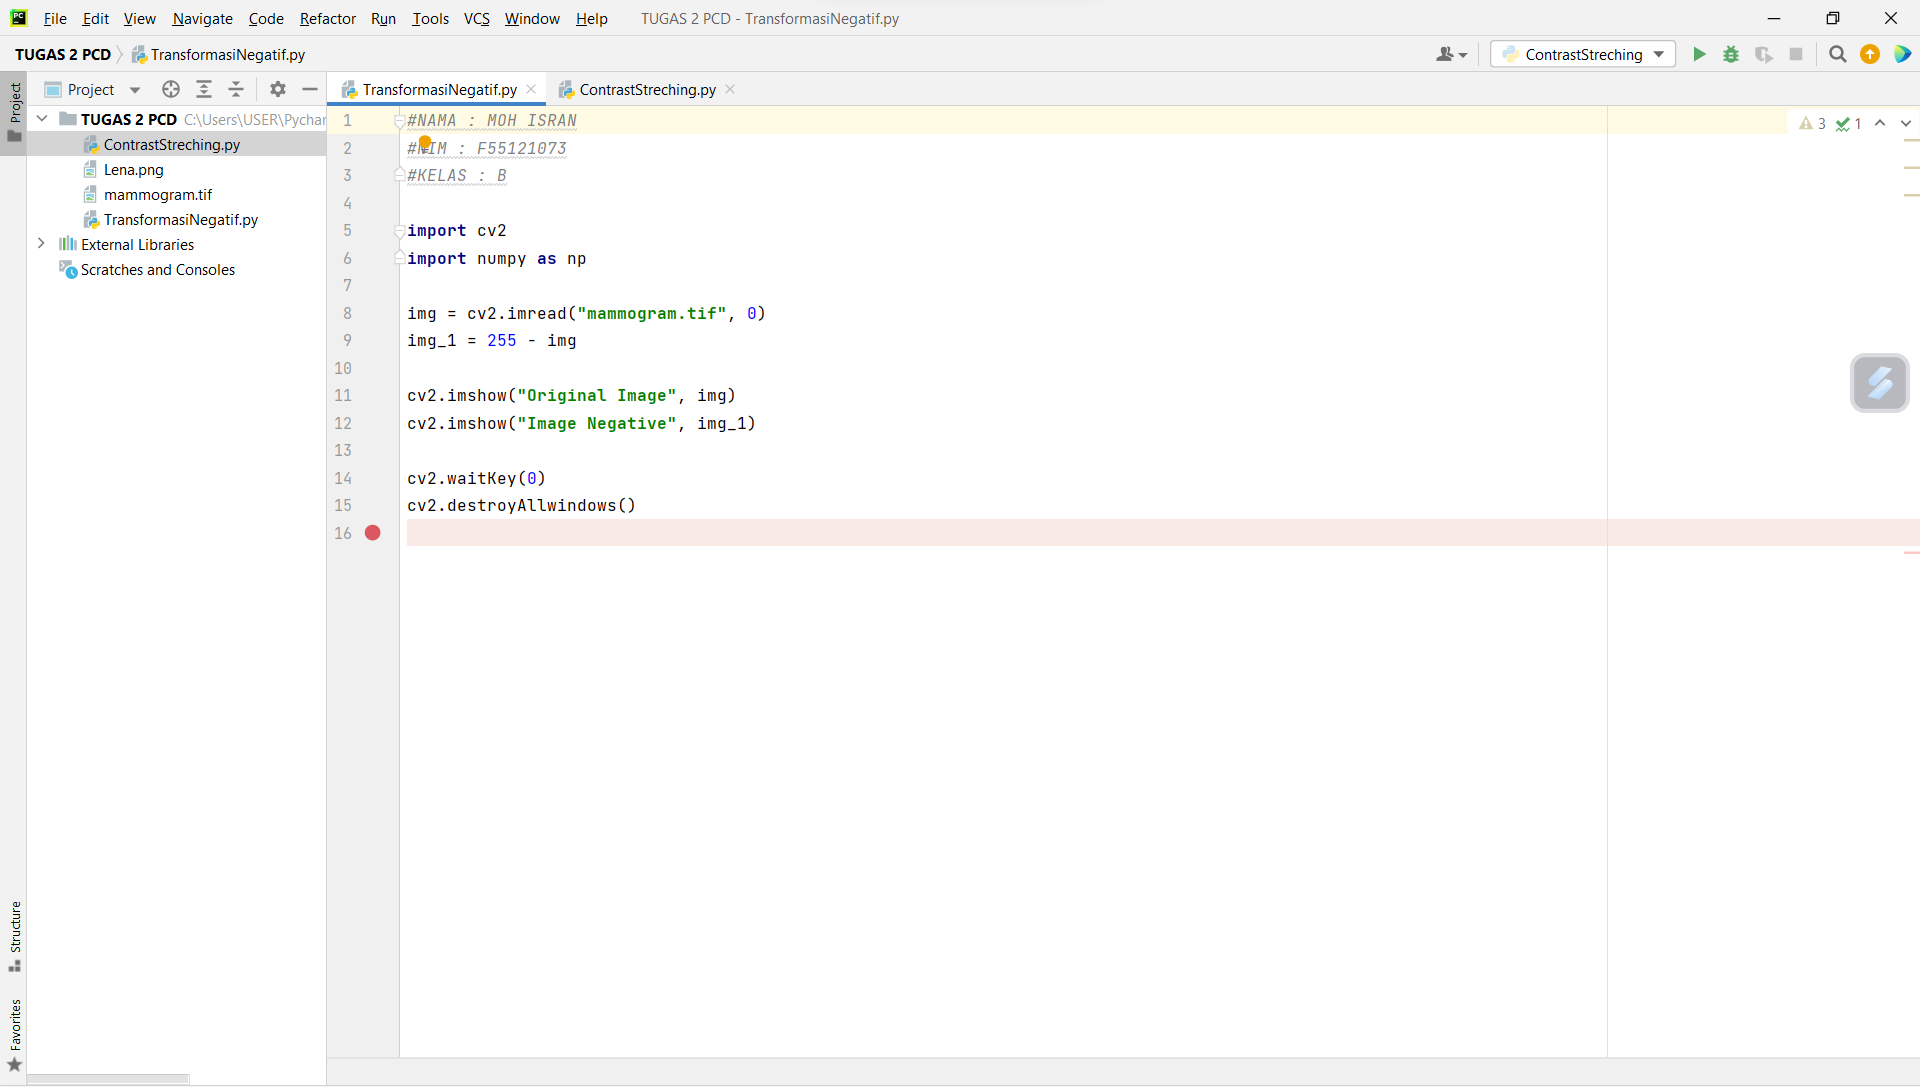 File Edit View Navigate Code Refactor Run Tools VCS Window Help TUGAS 2 PCD - TransformasiNegatif.py
TUGAS 2 PCD TransformasiNegatif.py ContrastStreching
Project
Project
TransformasiNegatif.py ContrastStreching.py
TUGAS 2 PCD C:\Users\USER\Pychar
ContrastStreching.py
Lena.png
mammogram.tif
TransformasiNegatif.py
External Libraries
Scratches and Consoles
1 #NAMA : MOH ISRAN
3 1
2 #NIM : F55121073
3 #KELAS : B
4
5 import cv2
6 import numpy as np
7
8 img = cv2.imread("mammogram.tif", 0)
9 img_1 = 255 - img
10
11 cv2.imshow("Original Image", img)
12 cv2.imshow("Image Negative", img_1)
13
14 cv2.waitKey(0)
15 cv2.destroyAllwindows()
16
Structure
Favorites